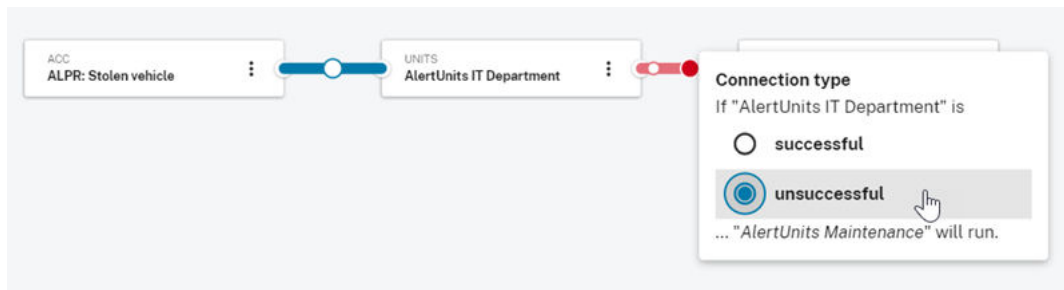 ACC
ALPR: Stolen vehicle
UNITS
AlertUnits IT Department
Connection type
If "AlertUnits IT Department" is
successful
unsuccessful
... "AlertUnits Maintenance" will run.